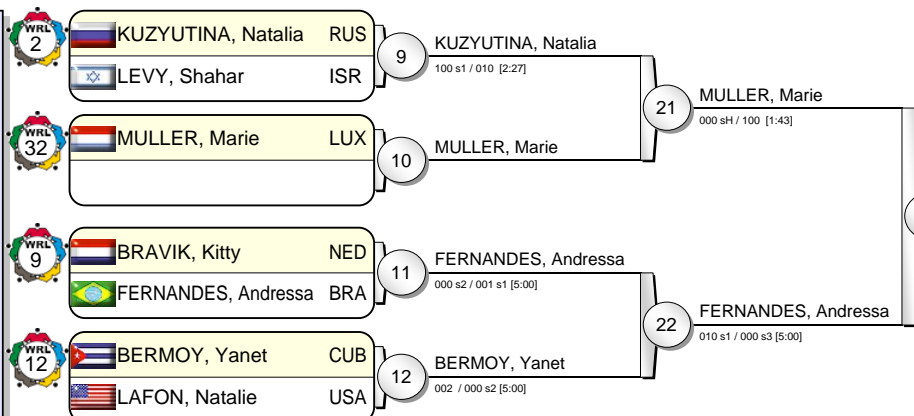 WRL
2
KUZYUTINA, Natalia RUS
LEVY, Shahar ISR
9
KUZYUTINA, Natalia
100 s1 / 010 [2:27]
21
MULLER, Marie
000 sH / 100 [1:43]
WRL
32
MULLER, Marie LUX
10
MULLER, Marie
WRL
9
BRAVIK, Kitty NED
FERNANDES, Andressa BRA
11
FERNANDES, Andressa
000 s2 / 001 s1 [5:00]
22
FERNANDES, Andressa
010 s1 / 000 s3 [5:00]
WRL
12
BERMOY, Yanet CUB
LAFON, Natalie USA
12
BERMOY, Yanet
002 / 000 s2 [5:00]